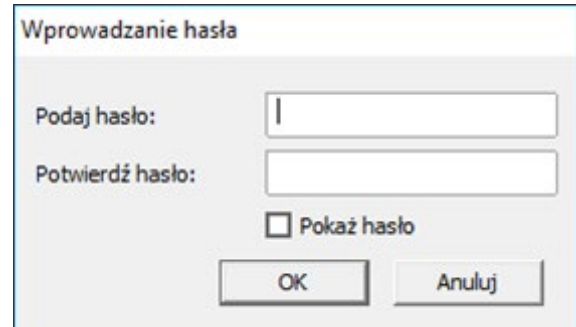 Wprowadzanie hasła
Podaj hasło:
Potwierdź hasło:
Pokaż hasło
OK Anuluj